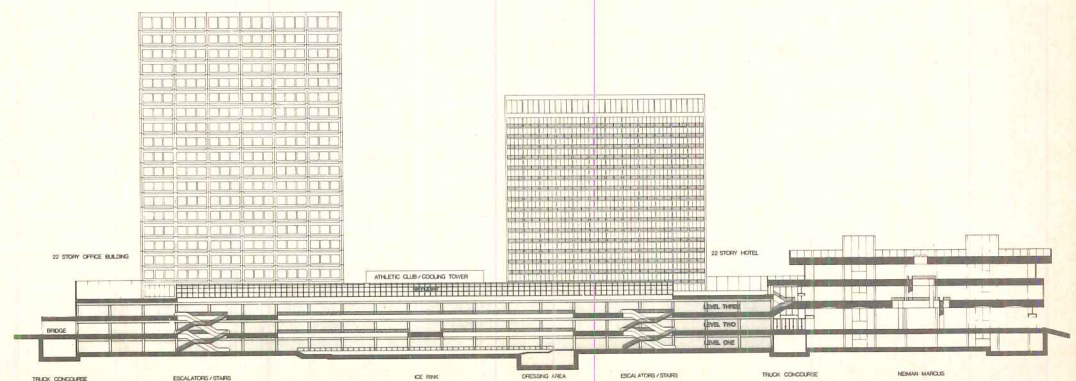 22 STORY OFFICE BUILDING
22 STORY HOTEL
ATHLETIC CLUB/COOLING TOWER
SKYLIGHT
LEVEL THREE
BRIDGE
LEVEL TWO
LEVEL ONE
TRUCK CONCOURSE
ESCALATORS/STAIRS
ICE RINK
DRESSING AREA
ESCALATORS/STAIRS
TRUCK CONCOURSE
NEIMAN-MARCUS